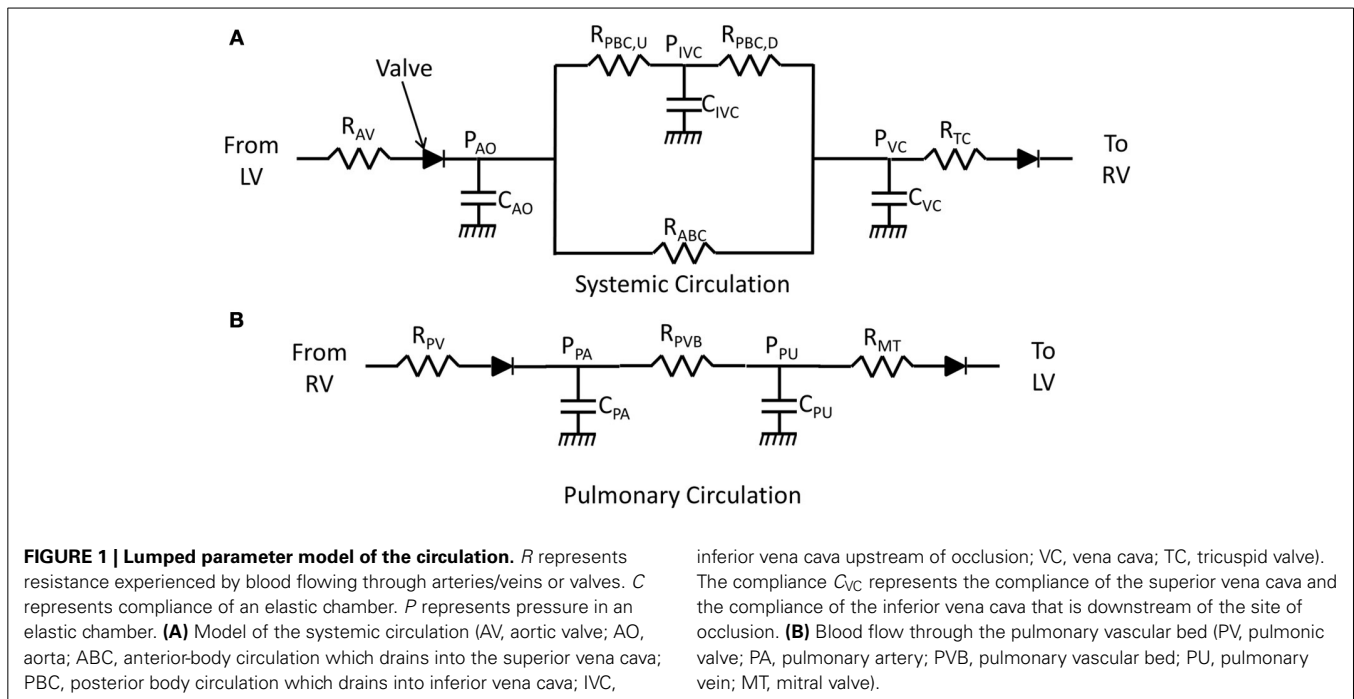 A
Valve
From
LV
R_AV
P_AO
C_AO
R_PBC,U
P_IVC
R_PBC,D
C_IVC
R_ABC
P_VC
C_VC
R_TC
To
RV
Systemic Circulation
B
From
RV
R_PV
P_PA
C_PA
R_PVB
P_PU
C_PU
R_MT
To
LV
Pulmonary Circulation
FIGURE 1 | Lumped parameter model of the circulation. R represents
resistance experienced by blood flowing through arteries/veins or valves. C
represents compliance of an elastic chamber. P represents pressure in an
elastic chamber. (A) Model of the systemic circulation (AV, aortic valve; AO,
aorta; ABC, anterior-body circulation which drains into the superior vena cava;
PBC, posterior body circulation which drains into inferior vena cava; IVC,
inferior vena cava upstream of occlusion; VC, vena cava; TC, tricuspid valve).
The compliance C_VC represents the compliance of the superior vena cava and
the compliance of the inferior vena cava that is downstream of the site of
occlusion. (B) Blood flow through the pulmonary vascular bed (PV, pulmonic
valve; PA, pulmonary artery; PVB, pulmonary vascular bed; PU, pulmonary
vein; MT, mitral valve).